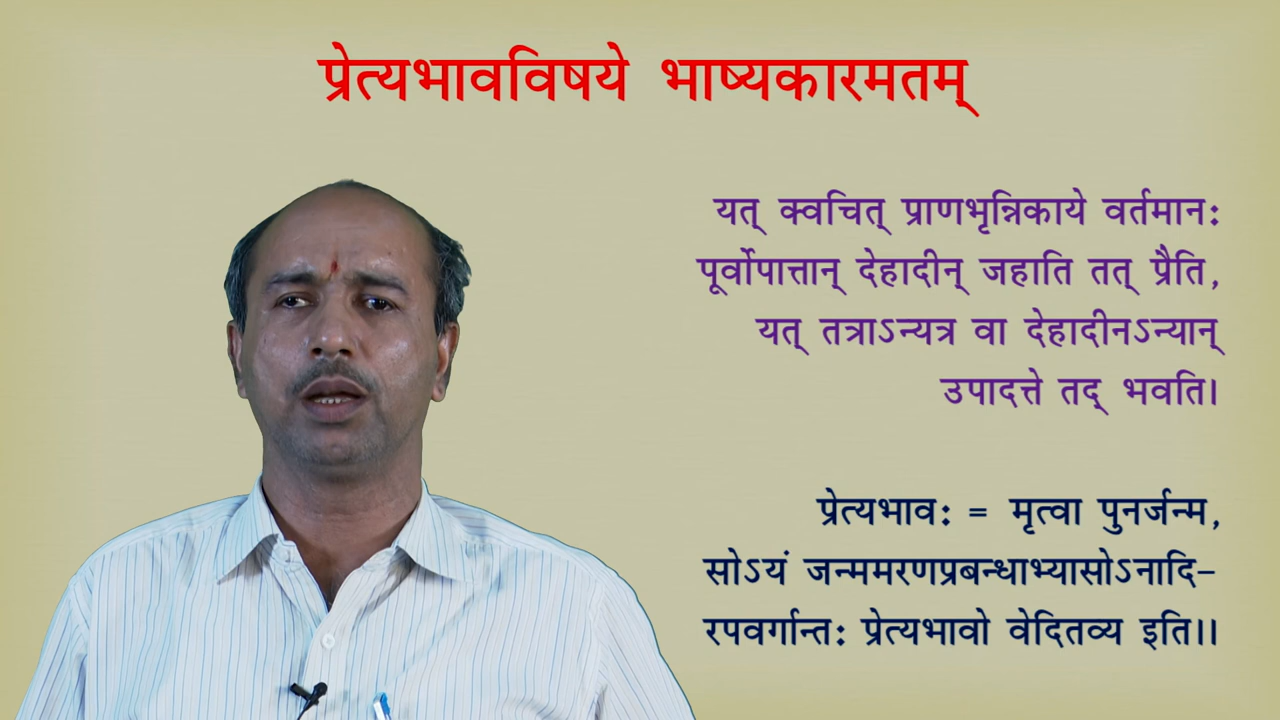 प्रेत्यभावविषये भाष्यकारमतम्
यत् क्वचित् प्राणभृन्निकाये वर्तमानः
पूर्वोपात्तान् देहादीन् जहाति तत् प्रैति,
यत् तत्राऽन्यत्र वा देहादीनऽन्यान्
उपादत्ते तद् भवति।
प्रेत्यभावः = मृत्वा पुनर्जन्म,
सोऽयं जन्ममरणप्रबन्धाभ्यासोऽनादि-
रपवर्गान्तः प्रेत्यभावो वेदितव्य इति।।